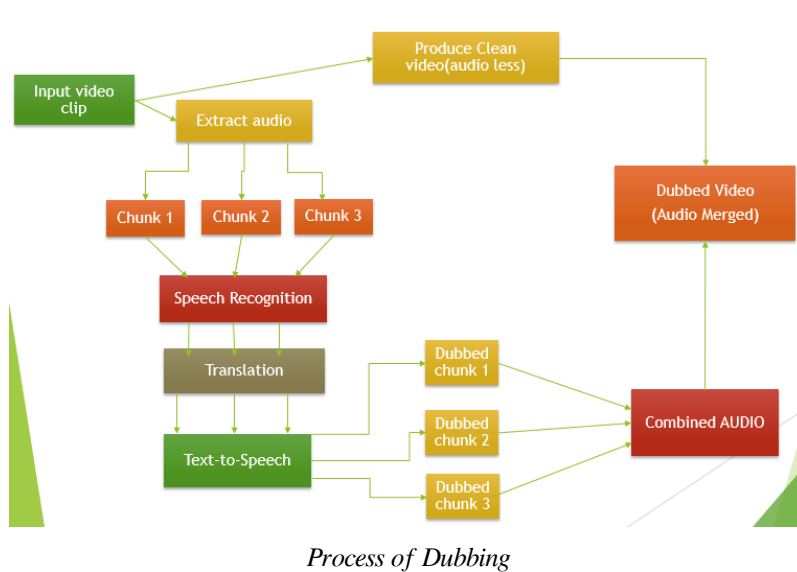 Produce Clean
video(audio less)
Input video
clip
Extract audio
Chunk 1
Chunk 2
Chunk 3
Dubbed Video
(Audio Merged)
Speech Recognition
Translation
Text-to-Speech
Dubbed
chunk 1
Dubbed
chunk 2
Dubbed
chunk 3
Combined AUDIO
Process of Dubbing